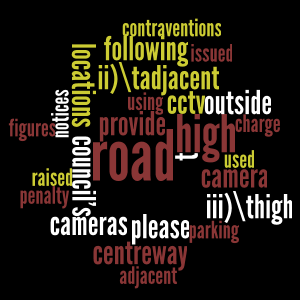 contraventions
following issued
locations
ii)\tadjacent
using cctv outside
notices
figures provide high charge
road
t
council's
used
raised camera
penalty
iii)\thigh
cameras please parking
centreway
adjacent